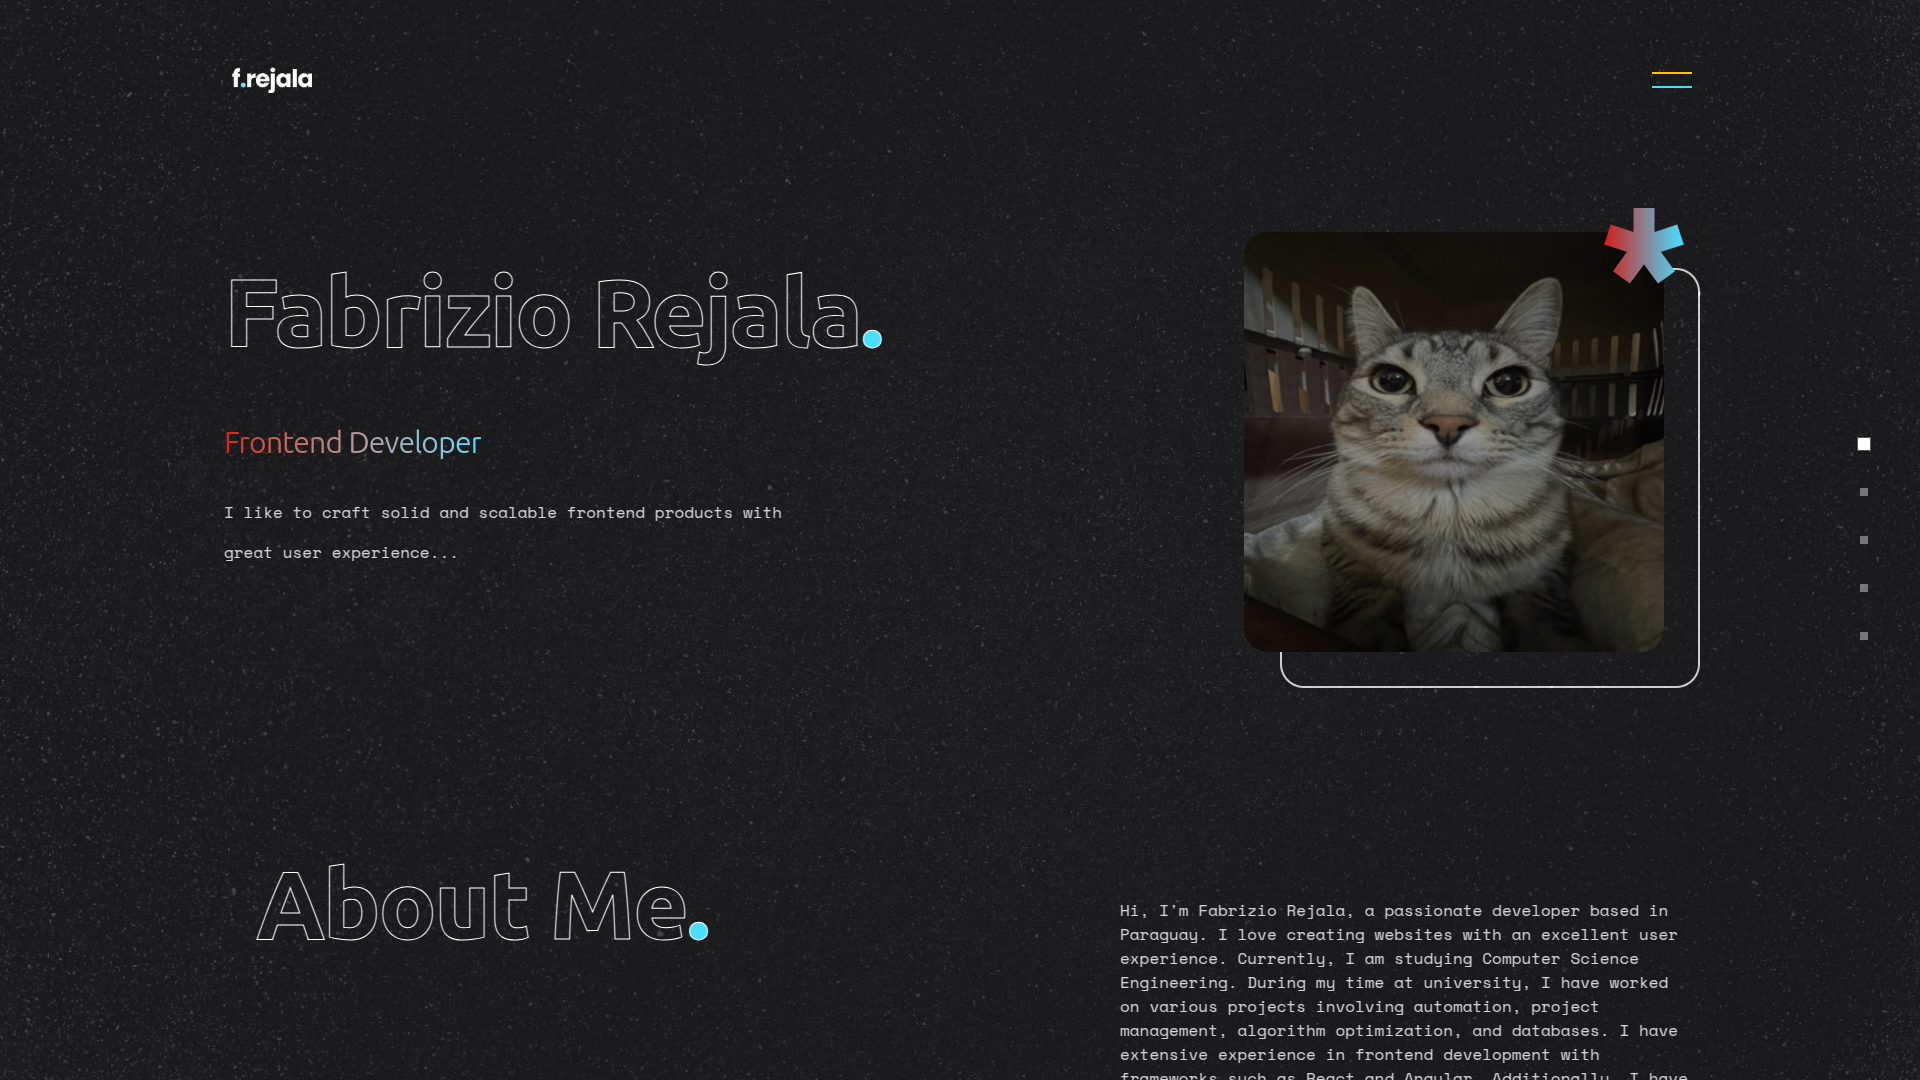 f.rejala
Fabrizio Rejala.
Frontend Developer
I like to craft solid and scalable frontend products with
great user experience...
About Me.
Hi, I'm Fabrizio Rejala, a passionate developer based in
Paraguay. I love creating websites with an excellent user
experience. Currently, I am studying Computer Science
Engineering. During my time at university, I have worked
on various projects involving automation, project
management, algorithm optimization, and databases. I have
extensive experience in frontend development with
frameworks such as React and Angular. Additionally, I have